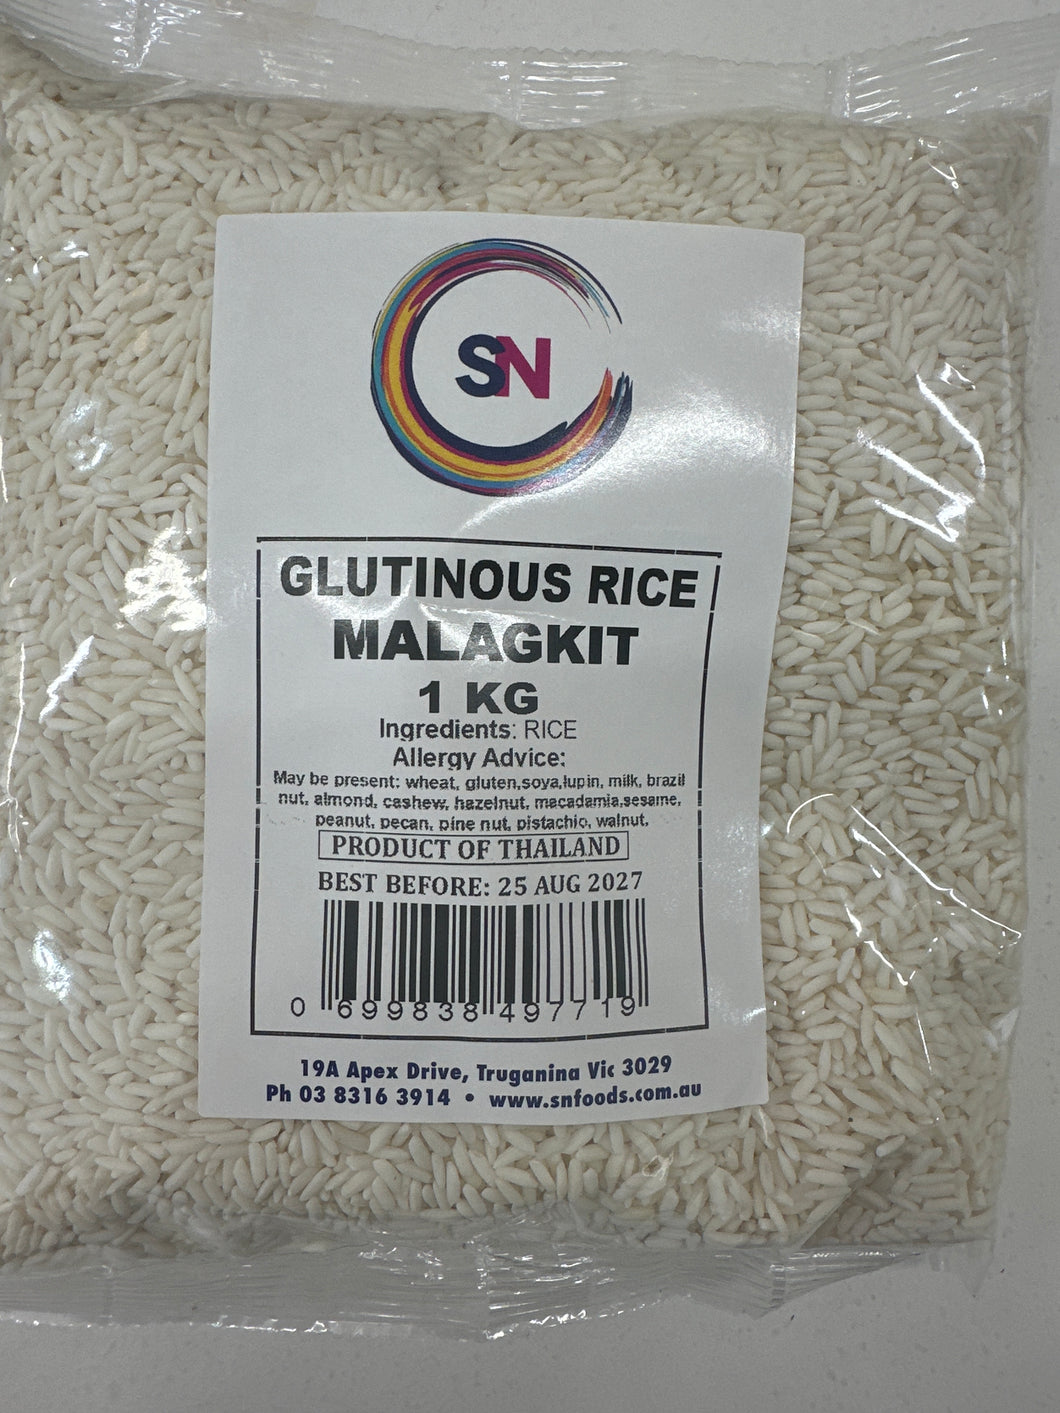 SN
GLUTINOUS RICE
MALAGKIT
1 KG
Ingredients: RICE
Allergy Advice:
May be present: wheat, gluten,soya,lupin, milk, brazil
nut, almond, cashew, hazelnut, macadamia,sesame,
peanut, pecan, pine nut, pistachio, walnut.
PRODUCT OF THAILAND
BEST BEFORE: 25 AUG 2027
0 699838 497719
19A Apex Drive, Truganina Vic 3029
Ph 03 8316 3914 • www.snfoods.com.au